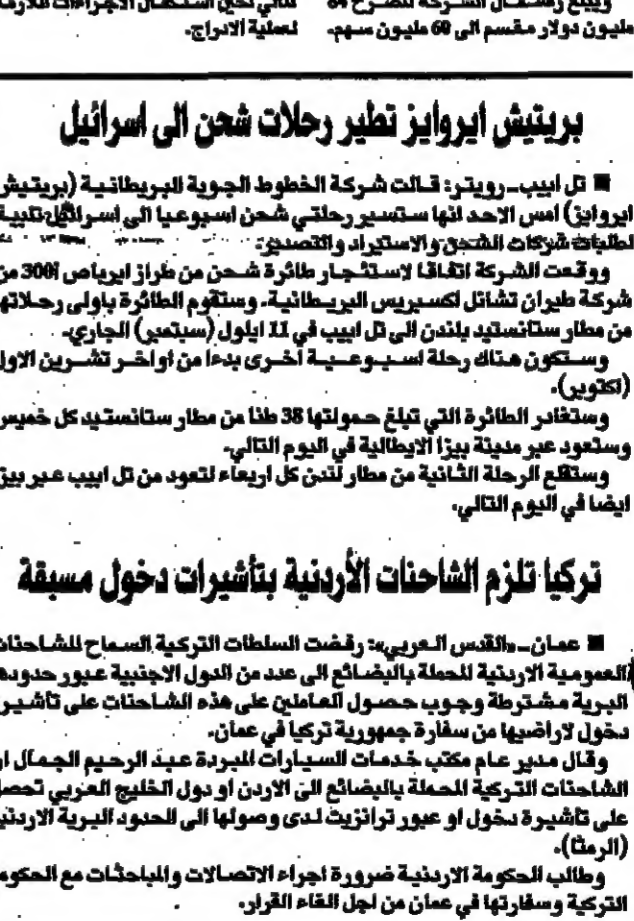 ويبلغ رأسمال الشركة المصرح 60
مليون دولار مقسم الى 60 مليون سهم.
لحين استكمال الاجراءات اللازمة
لعملية الادراج.
بريتيش ايروايز تطير رحلات شحن الى اسرائيل
■ تل ابيب ـ رويتر: قالت شركة الخطوط الجوية البريطانية (بريتيش
ايروايز) امس الاحد انها ستسير رحلتي شحن اسبوعيا الى اسرائيل تلبية
لطلبات شركات الشحن والاستيراد والتصدير.
ووقعت الشركة اتفاقا لاستئجار طائرة شحن من طراز ايرباص 300 من
شركة طيران تشانل اكسبريس البريطانية. وستقوم الطائرة باولى رحلاتها
من مطار ستانستيد بلندن الى تل ابيب في 11 ايلول (سبتمبر) الجاري.
وستكون هناك رحلة اسبوعية اخرى بدءا من اواخر تشرين الاول
(اكتوبر).
وستغادر الطائرة التي تبلغ حمولتها 38 طنا من مطار ستانستيد كل خميس
وستعود عبر مدينة بيزا الايطالية في اليوم التالي.
وستقلع الرحلة الثانية من مطار لندن كل اربعاء لتعود من تل ابيب عبر بيزا
ايضا في اليوم التالي.
تركيا تلزم الشاحنات الأردنية بتأشيرات دخول مسبقة
■ عمان ـ «القدس العربي»: رفضت السلطات التركية السماح للشاحنات
العمومية الاردنية المحملة بالبضائع الى عدد من الدول الاجنبية عبور حدودها
البرية مشترطة وجوب حصول العاملين على هذه الشاحنات على تأشيرة
دخول لاراضيها من سفارة جمهورية تركيا في عمان.
وقال مدير عام مكتب خدمات السيارات المبردة عبد الرحيم الجمال ان
الشاحنات التركية المحملة بالبضائع الى الاردن او دول الخليج العربي تحصل
على تاشيرة دخول او عبور ترانزيت لدى وصولها الى الحدود البرية الاردنية
(الرمثا).
وطالب الحكومة الاردنية ضرورة اجراء الاتصالات والمباحثات مع الحكومة
التركية وسفارتها في عمان من اجل الغاء القرار.